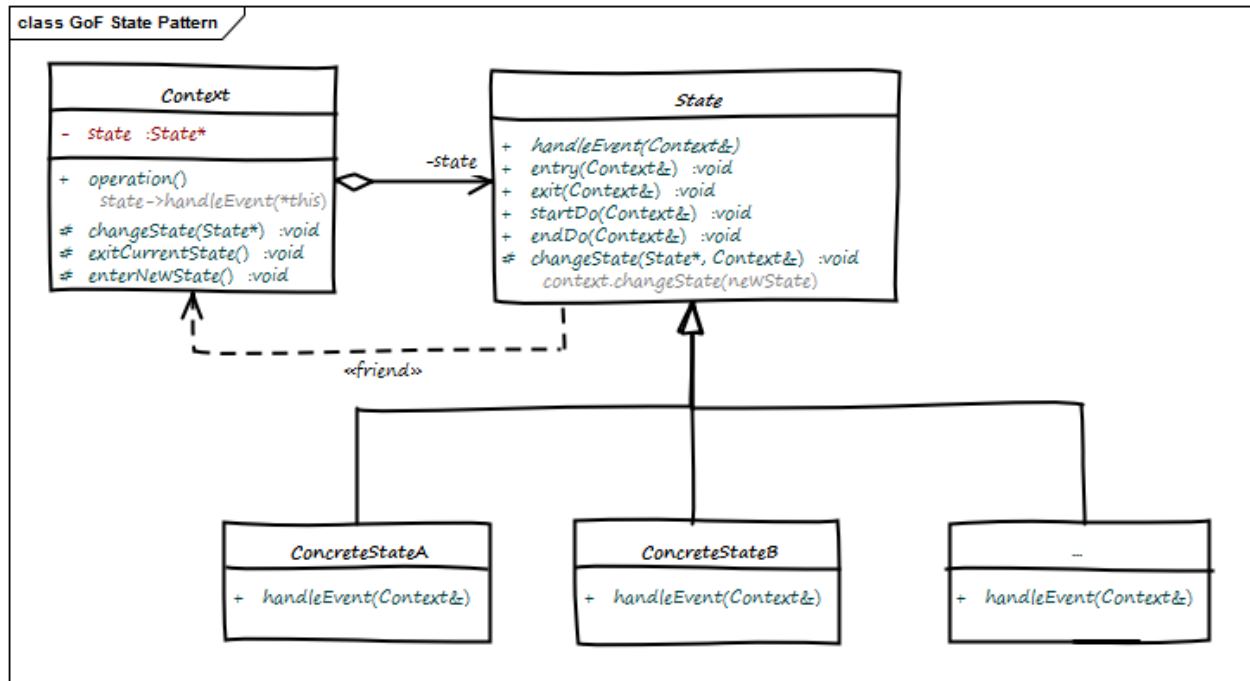 class GoF State Pattern
Context
- state :State*
+ operation()
state->handleEvent(*this)
# changeState(State*) :void
# exitCurrentState() :void
# enterNewState() :void
-state
State
+ handleEvent(Context&)
+ entry(Context&) :void
+ exit(Context&) :void
+ startDo(Context&) :void
+ endDo(Context&) :void
# changeState(State*, Context&) :void
context.changeState(newState)
«friend»
ConcreteStateA
+ handleEvent(Context&)
ConcreteStateB
+ handleEvent(Context&)
...
+ handleEvent(Context&)